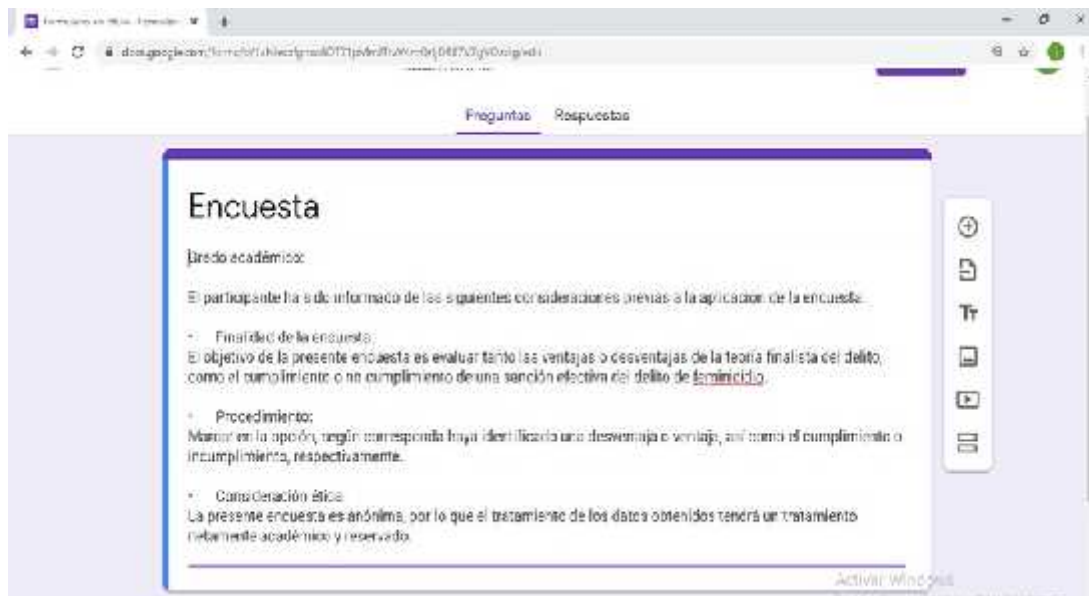 docs.google.com
Preguntas Respuestas
Encuesta
Grado académico:
El participante ha sido informado de las siguientes consideraciones previas a la aplicación de la encuesta.
· Finalidad de la encuesta:
El objetivo de la presente encuesta es evaluar tanto las ventajas o desventajas de la teoría finalista del delito,
como el cumplimiento o no cumplimiento de una sanción efectiva del delito de feminicidio.
· Procedimiento:
Marcar en la opción, según corresponda haya identificado una desventaja o ventaja, así como el cumplimiento o
incumplimiento, respectivamente.
· Consideración ética
La presente encuesta es anónima, por lo que el tratamiento de los datos obtenidos tendrá un tratamiento
netamente académico y reservado.
Tт
Activar Windows